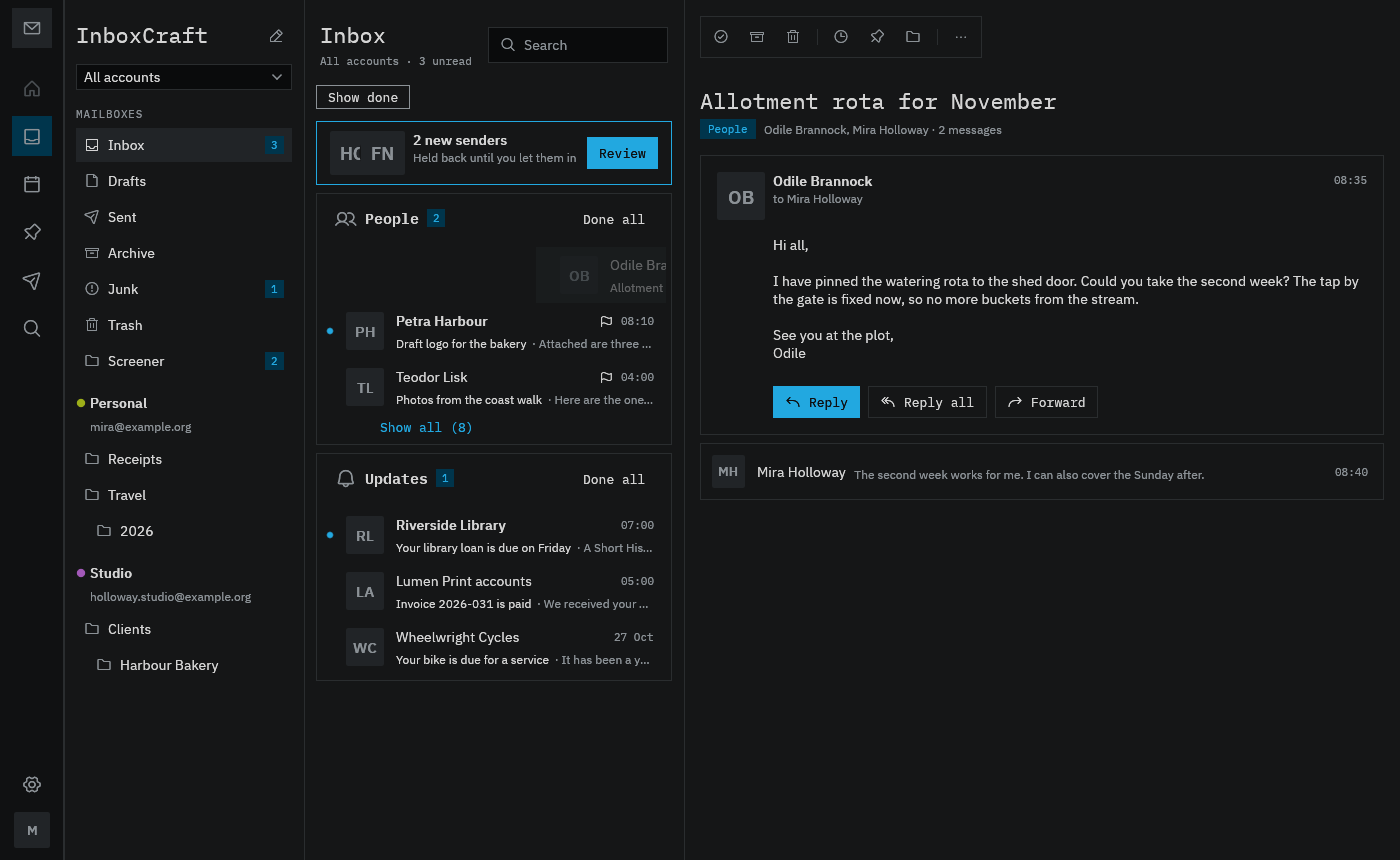 InboxCraft
All accounts
MAILBOXES
Inbox 3
Drafts
Sent
Archive
Junk 1
Trash
Screener 2
Personal
mira@example.org
Receipts
Travel
2026
Studio
holloway.studio@example.org
Clients
Harbour Bakery
M
Inbox
All accounts · 3 unread
Search
Show done
FN
2 new senders
Held back until you let them in
Review
People 2
Done all
OB
Odile Bra
Allotment
PH
Petra Harbour
08:10
Draft logo for the bakery · Attached are three …
TL
Teodor Lisk
04:00
Photos from the coast walk · Here are the one…
Show all (8)
Updates 1
Done all
RL
Riverside Library
07:00
Your library loan is due on Friday · A Short His…
LA
Lumen Print accounts
05:00
Invoice 2026-031 is paid · We received your …
WC
Wheelwright Cycles
27 Oct
Your bike is due for a service · It has been a y…
Allotment rota for November
People
Odile Brannock, Mira Holloway · 2 messages
OB
Odile Brannock
08:35
to Mira Holloway
Hi all,
I have pinned the watering rota to the shed door. Could you take the second week? The tap by
the gate is fixed now, so no more buckets from the stream.
See you at the plot,
Odile
Reply
Reply all
Forward
MH
Mira Holloway
The second week works for me. I can also cover the Sunday after.
08:40